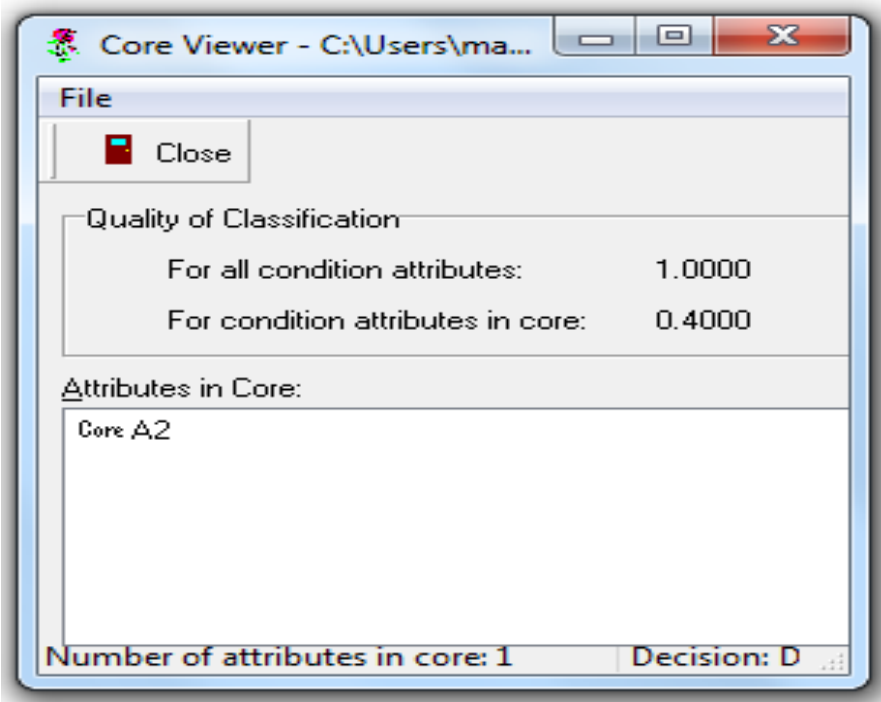 Core Viewer - C:\Users\ma...
File
Close
Quality of Classification
For all condition attributes: 1.0000
For condition attributes in core: 0.4000
Attributes in Core:
Core A2
Number of attributes in core: 1 Decision: D